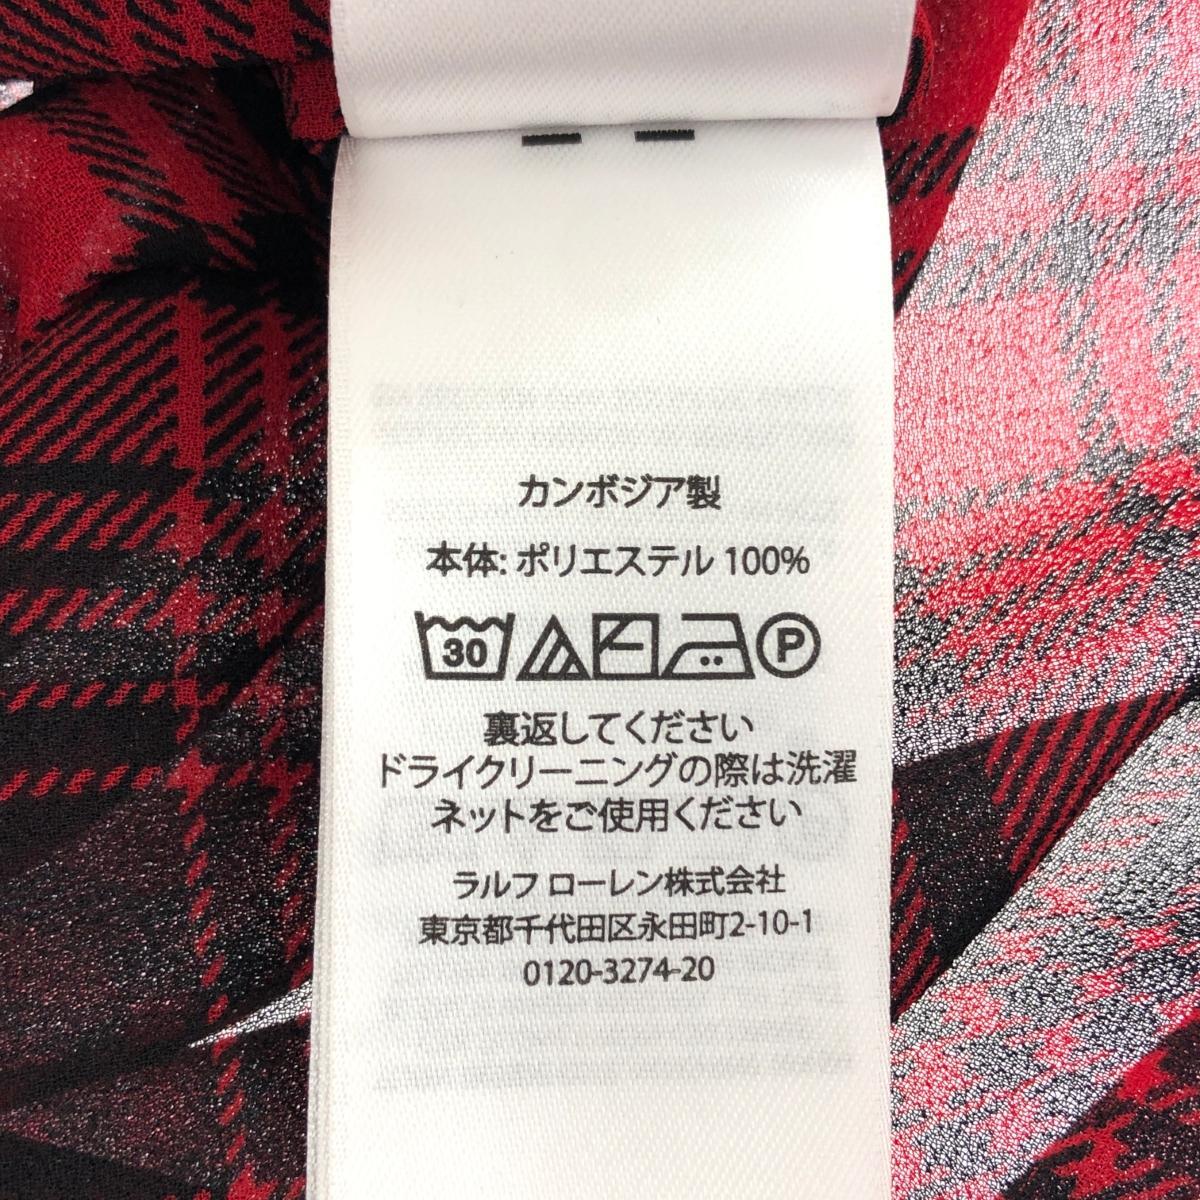 カンボジア製
本体: ポリエステル 100%
30 P
裏返してください
ドライクリーニングの際は洗濯
ネットをご使用ください
ラルフ ローレン株式会社
東京都千代田区永田町2-10-1
0120-3274-20